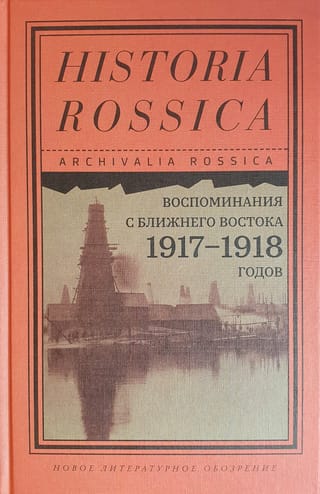 HISTORIA
ROSSICA
ARCHIVALIA ROSSICA
ВОСПОМИНАНИЯ
С БЛИЖНЕГО ВОСТОКА
1917–1918
ГОДОВ
НОВОЕ ЛИТЕРАТУРНОЕ ОБОЗРЕНИЕ